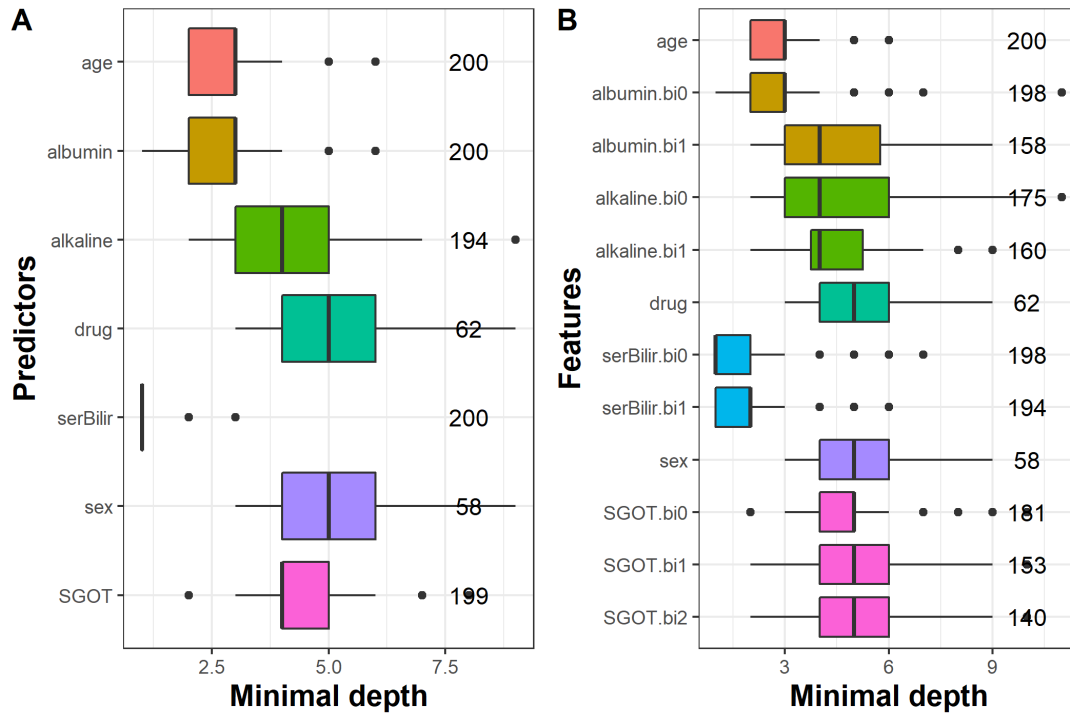 A
Predictors
age
200
albumin
200
alkaline
194
drug
62
serBilir
200
sex
58
SGOT
199
2.5 5.0 7.5
Minimal depth
B
Features
age
200
albumin.bi0
198
albumin.bi1
158
alkaline.bi0
175
alkaline.bi1
160
drug
62
serBilir.bi0
198
serBilir.bi1
194
sex
58
SGOT.bi0
181
SGOT.bi1
153
SGOT.bi2
140
3 6 9
Minimal depth